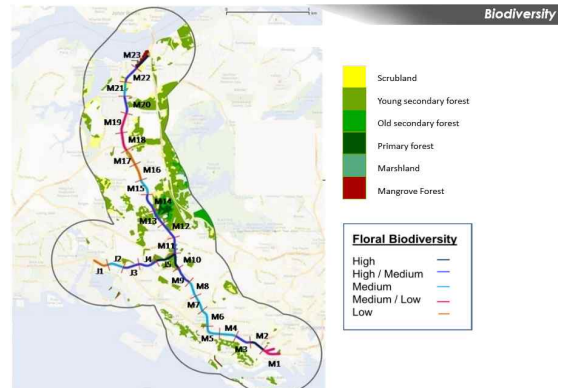 Biodiversity
M23
M22
M21
M20
M19
M18
M17
M16
M15
M14
M13
M12
M11
J1
J2
J3
J4
J5
M10
M9
M8
M7
M6
M5
M4
M3
M2
M1
Scrubland
Young secondary forest
Old secondary forest
Primary forest
Marshland
Mangrove Forest
Floral Biodiversity
High
High / Medium
Medium
Medium / Low
Low